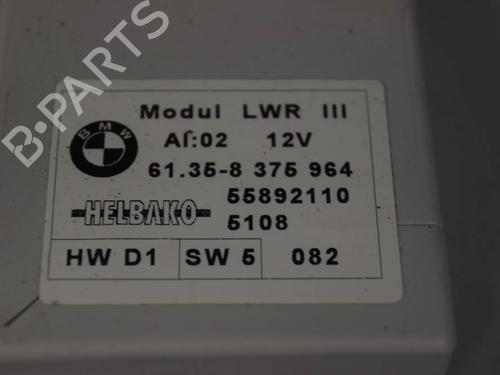 B-PARTS
Modul LWR III
BMW
AI:02 12V
61.35-8 375 964
55892110
HELBAKO
5108
HW D1 SW 5 082